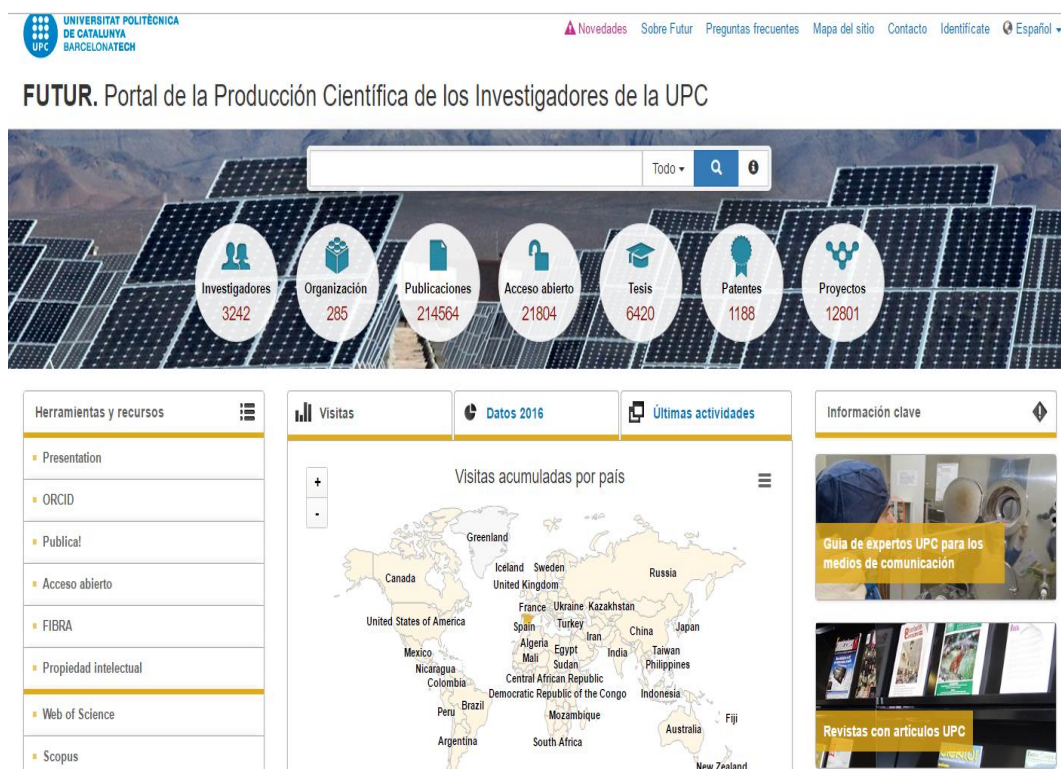 UNIVERSITAT POLITÈCNICA
DE CATALUNYA
BARCELONATECH
UPC
Novedades Sobre Futur Preguntas frecuentes Mapa del sitio Contacto Identifícate Español
FUTUR. Portal de la Producción Científica de los Investigadores de la UPC
Todo
Investigadores
3242
Organización
285
Publicaciones
214564
Acceso abierto
21804
Tesis
6420
Patentes
1188
Proyectos
12801
Herramientas y recursos
Presentation
ORCID
Publica!
Acceso abierto
FIBRA
Propiedad intelectual
Web of Science
Scopus
Visitas
Datos 2016
Últimas actividades
Visitas acumuladas por país
+
-
Greenland
Iceland Sweden
Canada
Russia
United Kingdom
France Ukraine Kazakhstan
United States of America
Spain Turkey
China
Japan
Iran
Algeria
Mexico
Egypt
India
Taiwan
Mali
Nicaragua
Sudan
Philippines
Colombia
Central African Republic
Democratic Republic of the Congo
Indonesia
Peru
Brazil
Mozambique
Fiji
Australia
Argentina
South Africa
New Zealand
Información clave
Guia de expertos UPC para los
medios de comunicación
Revistas con artículos UPC